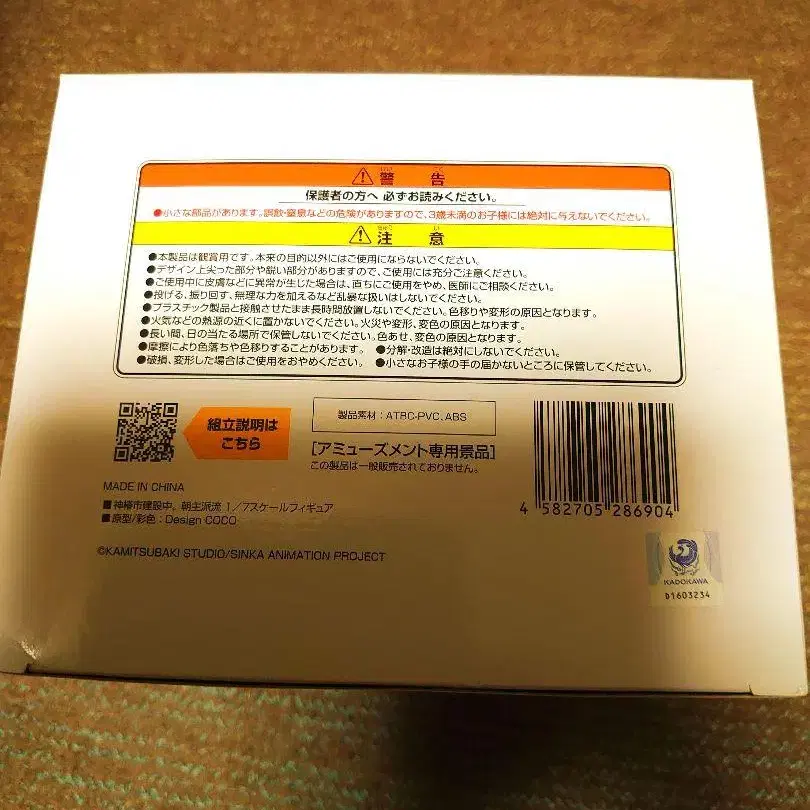 ⚠警告
保護者の方へ 必ずお読みください。
●小さな部品があります。誤飲・窒息などの危険がありますので、3歳未満のお子様には絶対に与えないでください。
⚠注意
●本製品は観賞用です。本来の目的以外にはご使用にならないでください。
●デザイン上尖った部分や鋭い部分がありますので、ご使用には充分ご注意ください。
●ご使用中に皮膚などに異常が生じた場合は、直ちにご使用をやめ、医師にご相談ください。
●投げる、振り回す、無理な力を加えるなど乱暴な扱いはしないでください。
●プラスチック製品と接触させたまま長時間放置しないでください。色移りや変形の原因となります。
●火気などの熱源の近くに置かないでください。火災や変形、変色の原因となります。
●長い間、日の当たる場所で保管しないでください。色あせ、変色の原因となります。
●摩擦により色落ちや色移りすることがあります。 ●分解・改造は絶対にしないでください。
●破損、変形した場合はご使用をおやめください。 ●小さなお子様の手の届かないところに保管してください。
組立説明は
こちら
製品素材：ATBC-PVC、ABS
[アミューズメント専用景品]
この製品は一般販売されておりません。
MADE IN CHINA
■神椿市建設中。朝主派流 1/7スケールフィギュア
■原型/彩色：Design COCO
©KAMITSUBAKI STUDIO/SINKA ANIMATION PROJECT
4 582705 286904
KADOKAWA
D1603234